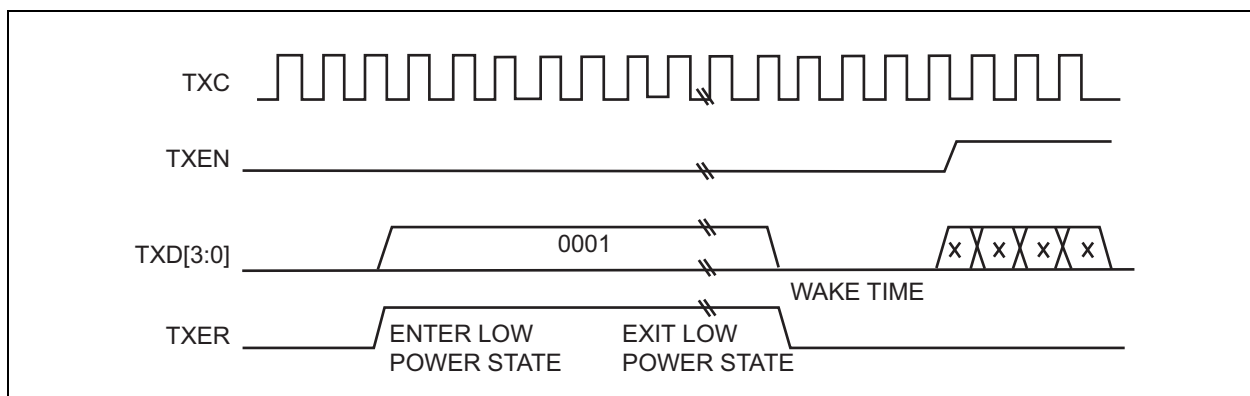 TXC
TXEN
TXD[3:0]
0001
x x x x
WAKE TIME
TXER
ENTER LOW
POWER STATE
EXIT LOW
POWER STATE